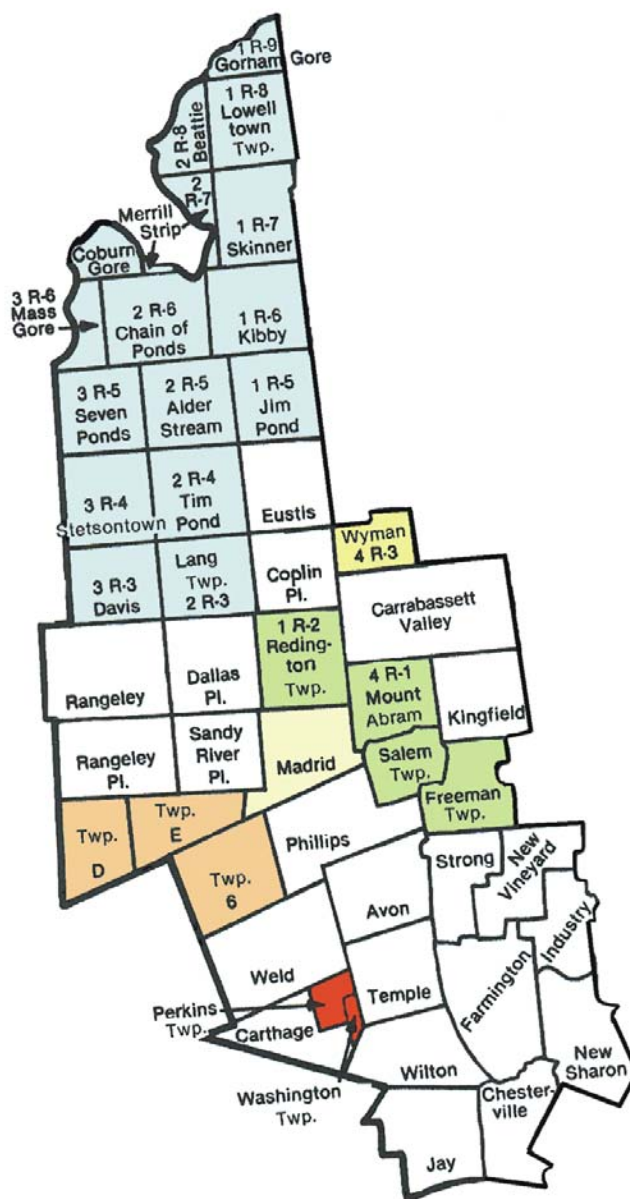 1 R-9
Gorham Gore
1 R-8
Lowell
town
Twp.
2 R-8
Beattie
2
R-7
Merrill
Strip
1 R-7
Skinner
Coburn
Gore
3 R-6
Mass
Gore
2 R-6
Chain of
Ponds
1 R-6
Kibby
3 R-5
Seven
Ponds
2 R-5
Alder
Stream
1 R-5
Jim
Pond
3 R-4
Stetsontown
2 R-4
Tim
Pond
Eustis
Wyman
4 R-3
3 R-3
Davis
Lang
Twp.
2 R-3
Coplin
Pl.
Carrabassett
Valley
Rangeley
Dallas
Pl.
1 R-2
Reding-
ton
Twp.
4 R-1
Mount
Abram
Kingfield
Rangeley
Pl.
Sandy
River
Pl.
Madrid
Salem
Twp.
Freeman
Twp.
Twp.
D
Twp.
E
Twp.
6
Phillips
Strong
New
Vineyard
Avon
Industry
Weld
Temple
Farmington
Perkins
Twp.
Carthage
Washington
Twp.
Wilton
New
Sharon
Chester-
ville
Jay